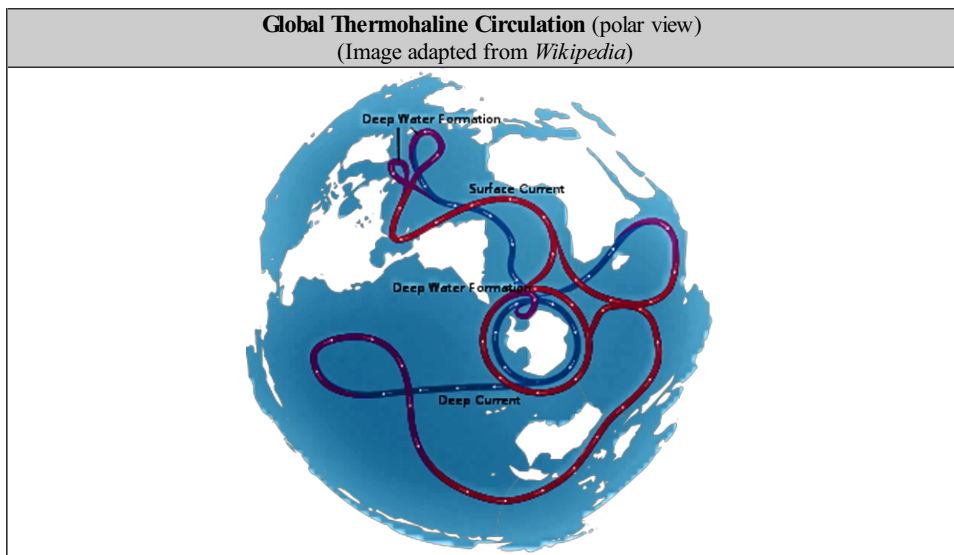 Global Thermohaline Circulation (polar view)
(Image adapted from Wikipedia)
Deep Water Formation
Surface Current
Deep Water Formation
Deep Current